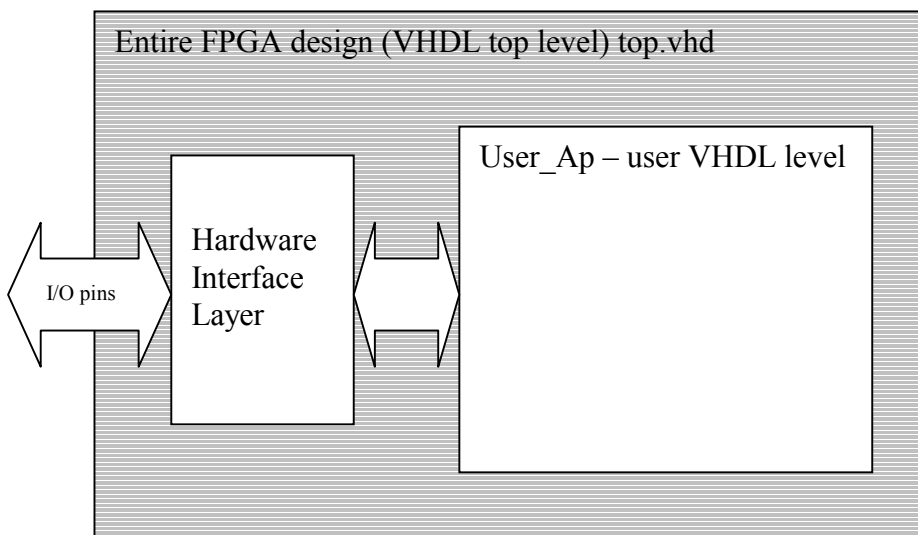 Entire FPGA design (VHDL top level) top.vhd
User_Ap – user VHDL level
Hardware
Interface
Layer
I/O pins